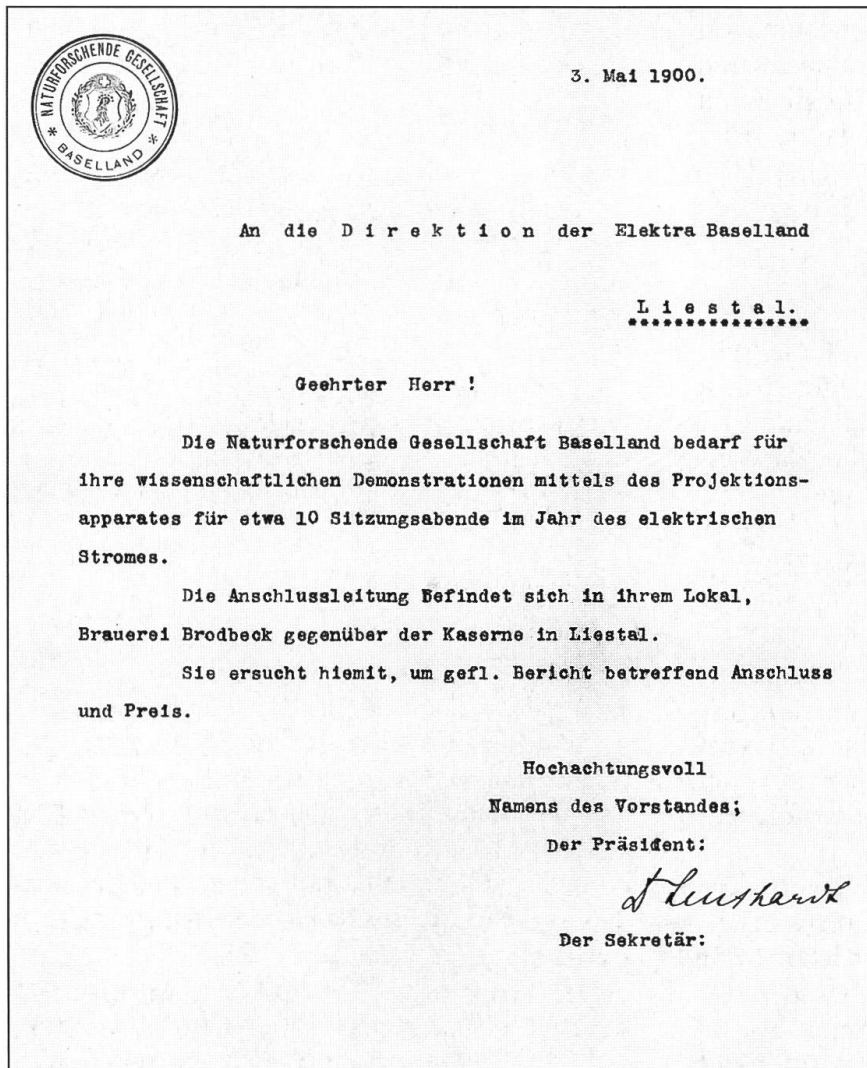 NATURFORSCHENDE GESELLSCHAFT
* BASELLAND *
3. Mai 1900.
An die D i r e k t i o n der Elektra Baselland
L i e s t a l.
Geehrter Herr !
Die Naturforschende Gesellschaft Baselland bedarf für
ihre wissenschaftlichen Demonstrationen mittels des Projektions-
apparates für etwa 10 Sitzungsabende im Jahr des elektrischen
Stromes.
Die Anschlussleitung Befindet sich in ihrem Lokal,
Brauerei Brodbeck gegenüber der Kaserne in Liestal.
Sie ersucht hiemit, um gefl. Bericht betreffend Anschluss
und Preis.
Hochachtungsvoll
Namens des Vorstandes;
Der Präsident:
Der Sekretär: